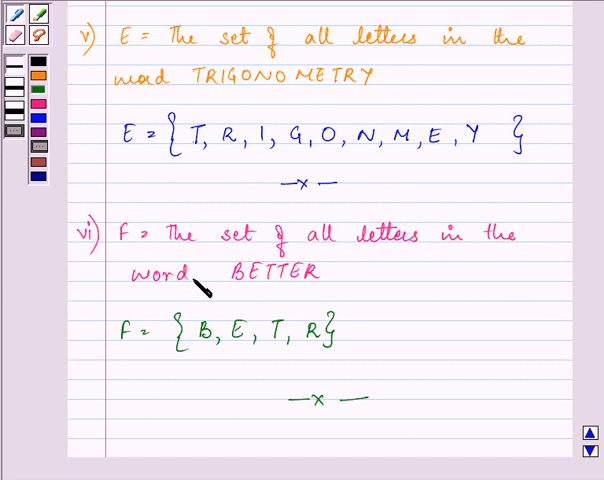 v) E = The set of all letters in the
word TRIGONOMETRY
E = { T, R, I, G, O, N, M, E, Y }
—x—
vi) F = The set of all letters in the
word BETTER
F = { B, E, T, R}
—x—